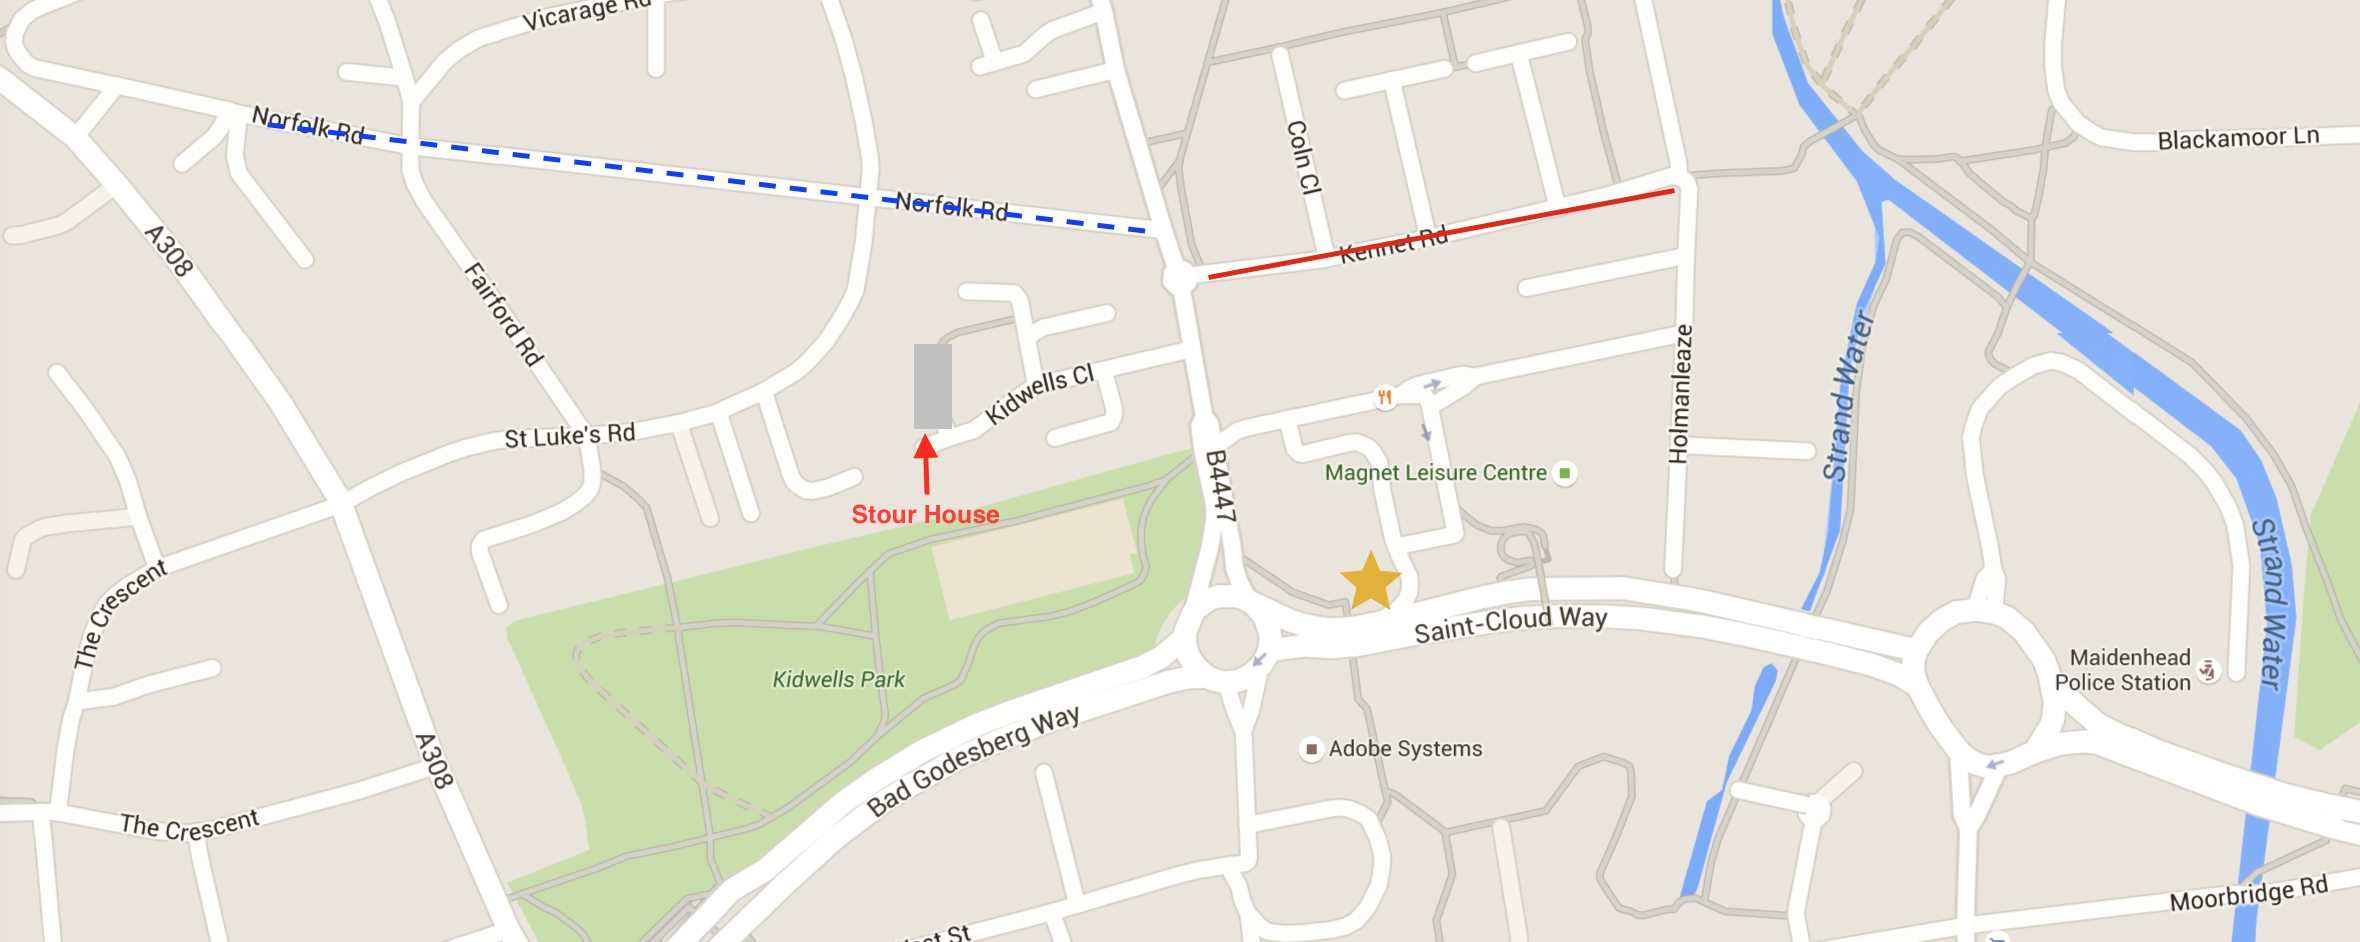 Vicarage Rd
Norfolk Rd
Norfolk Rd
Blackamoor Ln
Coln Cl
A308
Kennet Rd
Fairford Rd
Strand Water
Holmanleaze
Kidwells Cl
St Luke's Rd
B4447
Magnet Leisure Centre
Stour House
The Crescent
Saint-Cloud Way
Strand Water
Maidenhead
Police Station
Kidwells Park
Bad Godesberg Way
Adobe Systems
A308
The Crescent
Moorbridge Rd
St